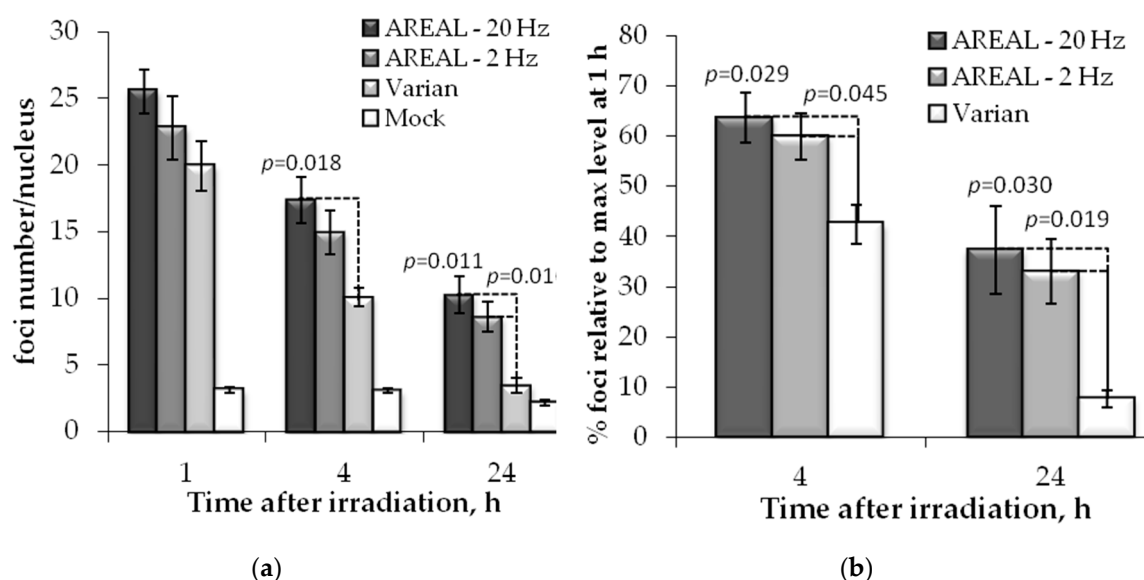 30
25
20
15
10
5
0
foci number/nucleus
AREAL - 20 Hz
AREAL - 2 Hz
Varian
Mock
p=0.018
p=0.011
1
4
24
Time after irradiation, h
(a)
80
70
60
50
40
30
20
10
0
% foci relative to max level at 1 h
AREAL - 20 Hz
AREAL - 2 Hz
Varian
p=0.029
p=0.045
p=0.030
p=0.019
4
24
Time after irradiation, h
(b)